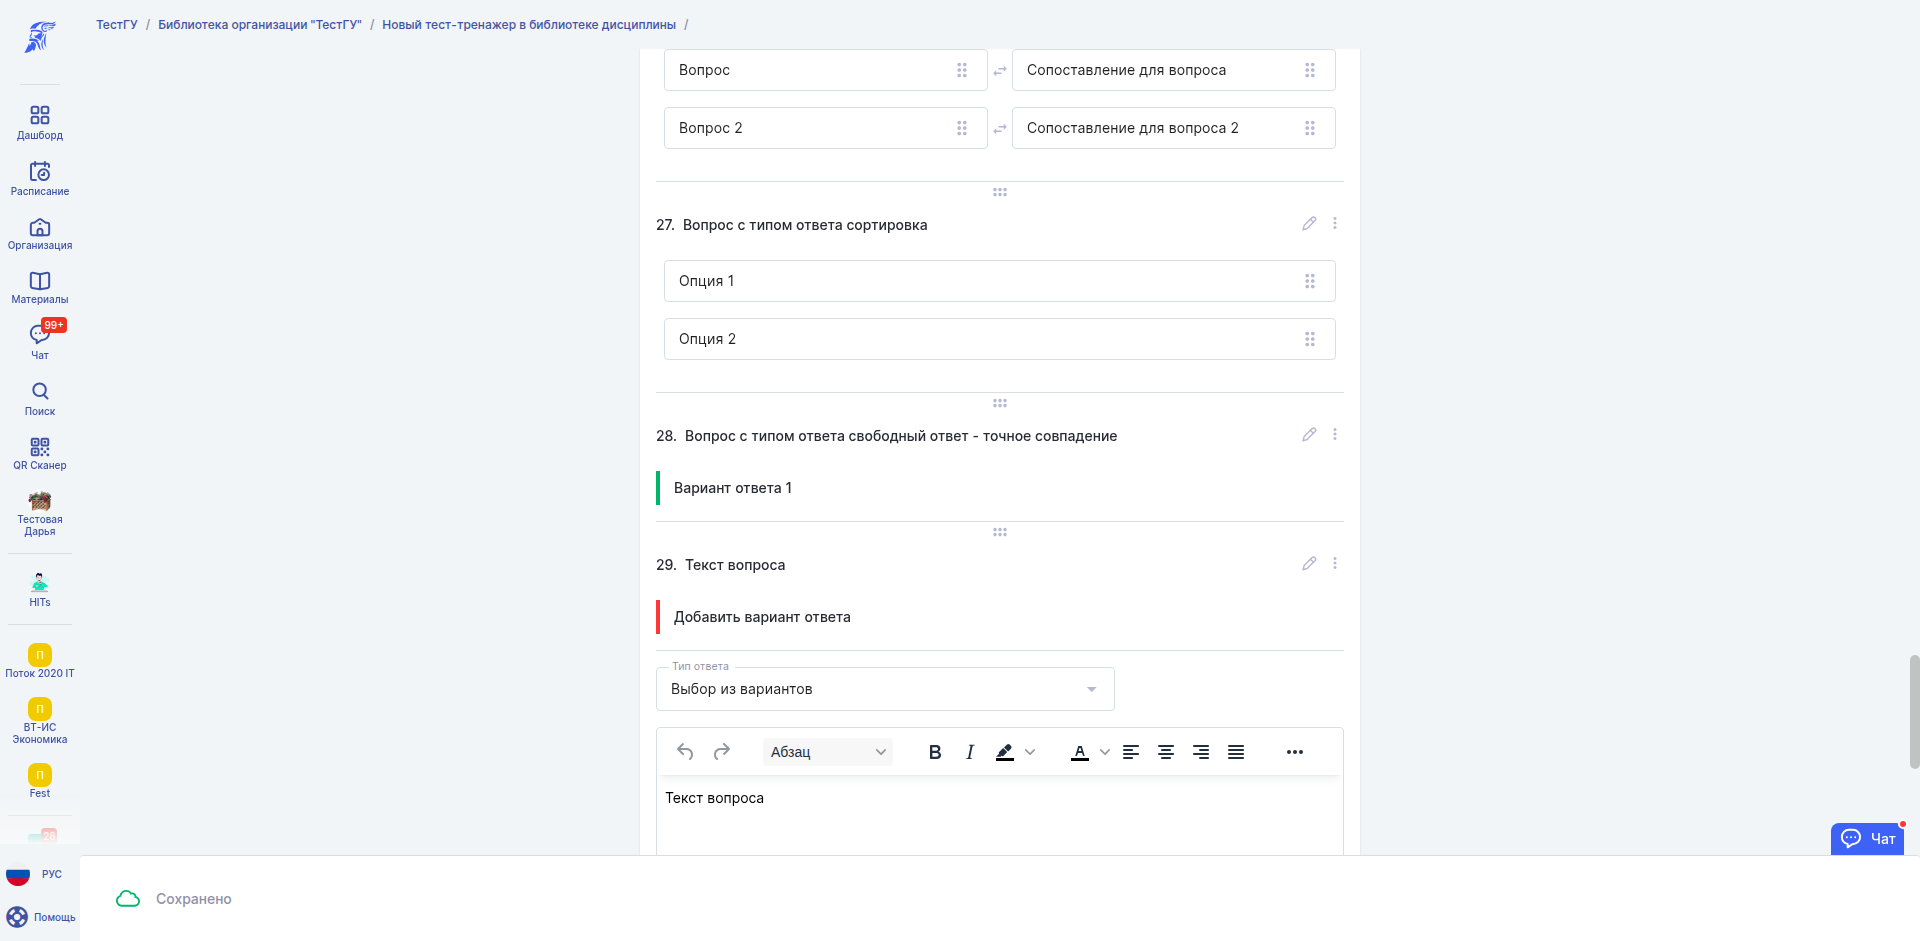 ТестГУ / Библиотека организации "ТестГУ" / Новый тест-тренажер в библиотеке дисциплины /
Дашборд
Расписание
Организация
Материалы
99+
Чат
Поиск
QR Сканер
Тестовая
Дарья
HITs
П
Поток 2020 IT
П
ВТ-ИС
Экономика
П
Fest
28
РУС
Помощь
Вопрос
Сопоставление для вопроса
Вопрос 2
Сопоставление для вопроса 2
27. Вопрос с типом ответа сортировка
Опция 1
Опция 2
28. Вопрос с типом ответа свободный ответ - точное совпадение
Вариант ответа 1
29. Текст вопроса
Добавить вариант ответа
Тип ответа
Выбор из вариантов
Абзац
B I A
Текст вопроса
Чат
Сохранено